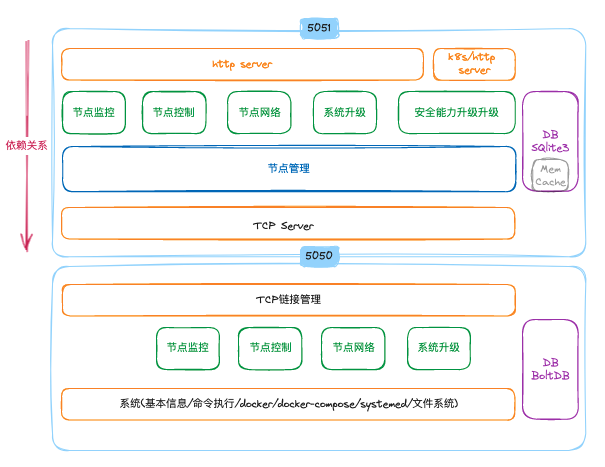 5051
http server
k8s/http
server
节点监控
节点控制
节点网络
系统升级
安全能力升级升级
DB
SQlite3
Mem
Cache
依赖关系
节点管理
TCP Server
5050
TCP链接管理
节点监控
节点控制
节点网络
系统升级
DB
BoltDB
系统(基本信息/命令执行/docker/docker-compose/systemed/文件系统)